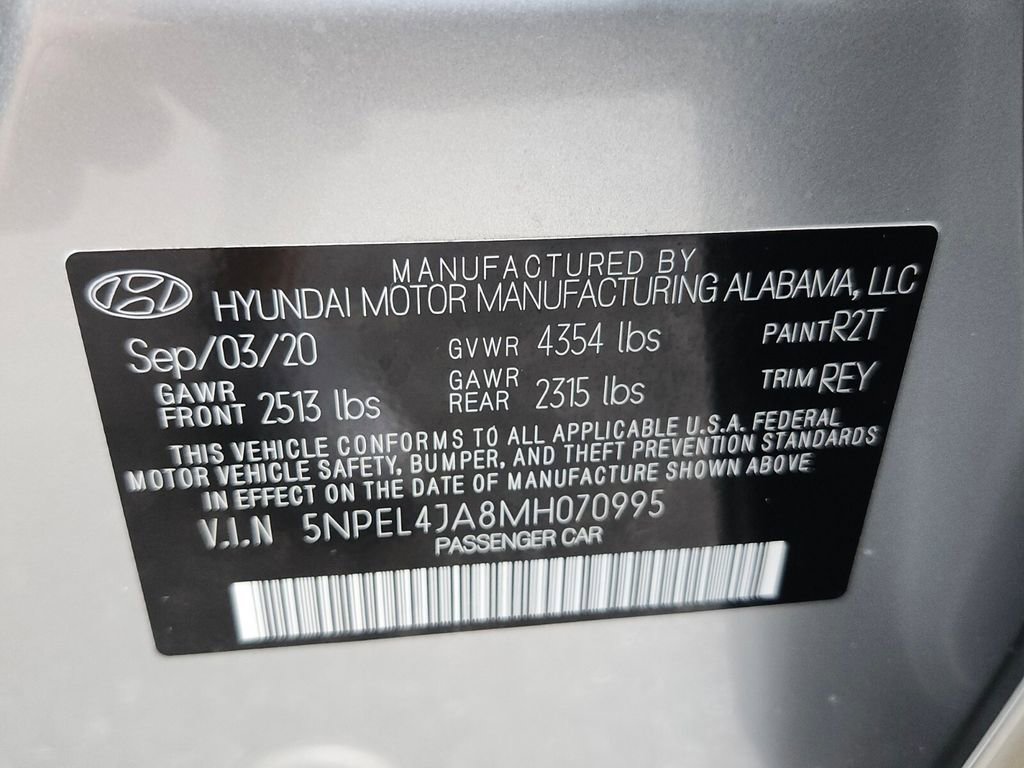 MANUFACTURED BY
HYUNDAI MOTOR MANUFACTURING ALABAMA, LLC
Sep/03/20 GVWR 4354 lbs PAINT R2T
GAWR FRONT 2513 lbs GAWR REAR 2315 lbs TRIM REY
THIS VEHICLE CONFORMS TO ALL APPLICABLE U.S.A. FEDERAL
MOTOR VEHICLE SAFETY, BUMPER, AND THEFT PREVENTION STANDARDS
IN EFFECT ON THE DATE OF MANUFACTURE SHOWN ABOVE
V.I.N 5NPEL4JA8MH070995
PASSENGER CAR